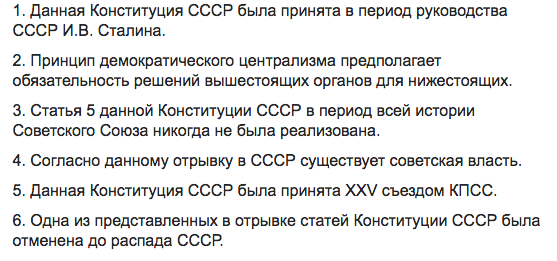 1. Данная Конституция СССР была принята в период руководства
СССР И.В. Сталина.
2. Принцип демократического централизма предполагает
обязательность решений вышестоящих органов для нижестоящих.
3. Статья 5 данной Конституции СССР в период всей истории
Советского Союза никогда не была реализована.
4. Согласно данному отрывку в СССР существует советская власть.
5. Данная Конституция СССР была принята XXV съездом КПСС.
6. Одна из представленных в отрывке статей Конституции СССР была
отменена до распада СССР.